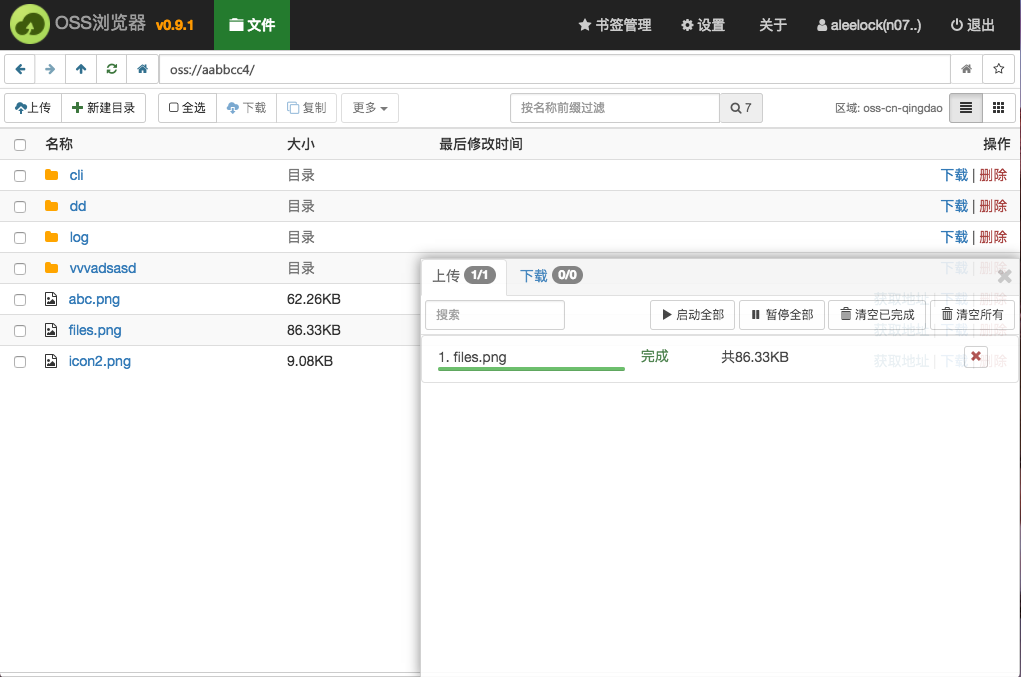 OSS浏览器 v0.9.1 文件 书签管理 设置 关于 aleelock(n07..) 退出
oss://aabbcc4/
上传 新建目录 全选 下载 复制 更多 按名称前缀过滤 7 区域: oss-cn-qingdao
名称 大小 最后修改时间 操作
cli 目录 下载 | 删除
dd 目录 下载 | 删除
log 目录 下载 | 删除
vvvadsasd 目录 下载 | 删除
上传 1/1 下载 0/0
abc.png 62.26KB 获取地址 | 下载 | 删除
搜索 启动全部 暂停全部 清空已完成 清空所有
files.png 86.33KB 获取地址 | 下载 | 删除
1. files.png 完成 共86.33KB
icon2.png 9.08KB 获取地址 | 下载 | 删除